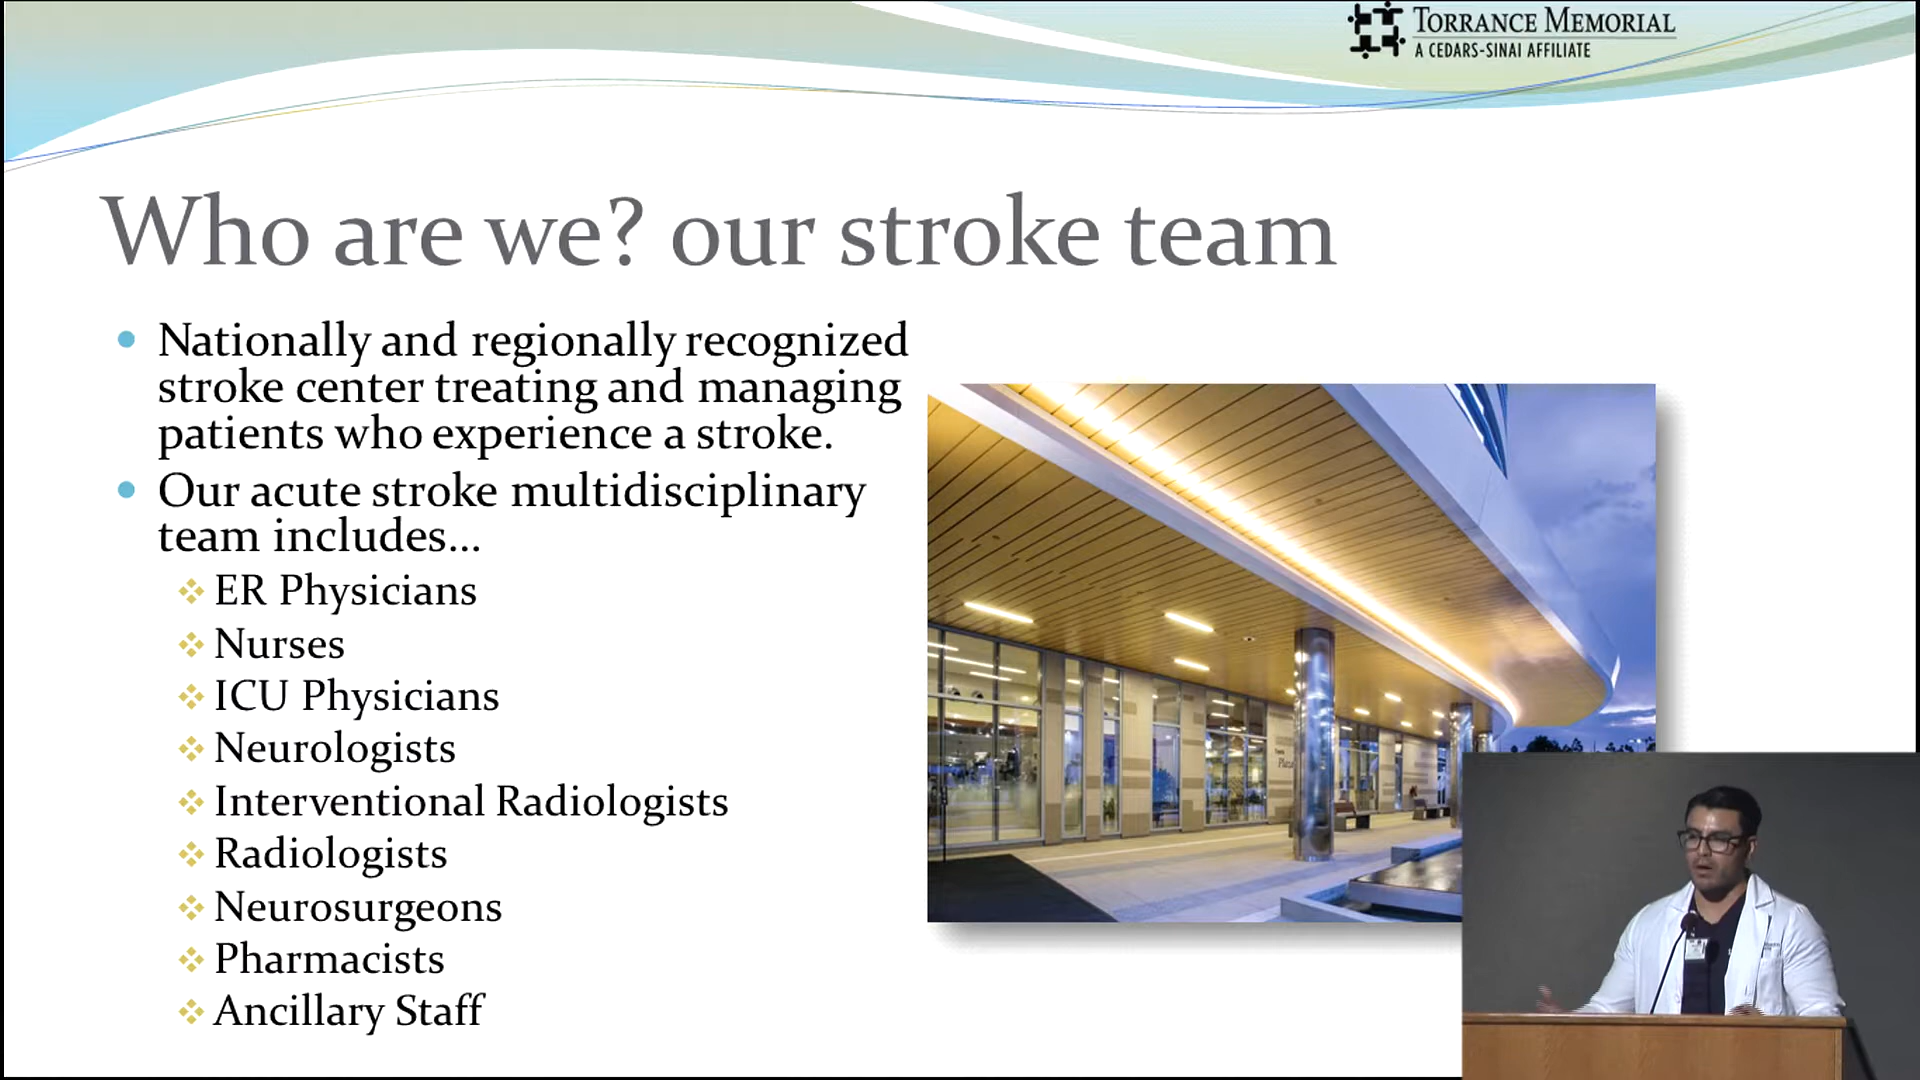 TORRANCE MEMORIAL
A CEDARS-SINAI AFFILIATE
Who are we? our stroke team
Nationally and regionally recognized
stroke center treating and managing
patients who experience a stroke.
Our acute stroke multidisciplinary
team includes...
ER Physicians
Nurses
ICU Physicians
Neurologists
Interventional Radiologists
Radiologists
Neurosurgeons
Pharmacists
Ancillary Staff